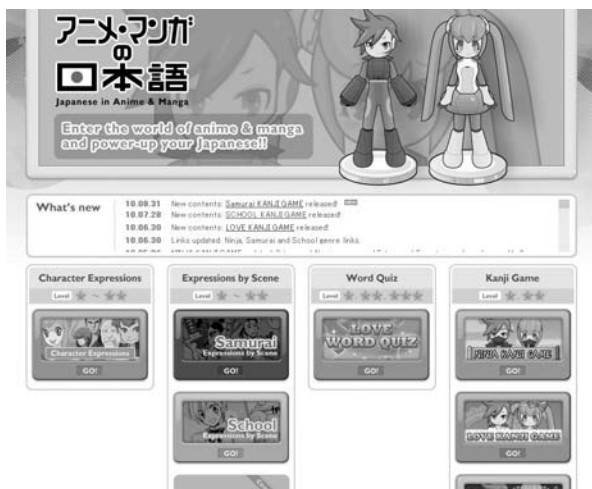 アニメ・マンガ
の
日本語
Japanese in Anime & Manga
Enter the world of anime & manga
and power-up your Japanese!!
What's new
10.08.31 New contents: Samurai KANJI GAME released!
10.07.28 New contents: SCHOOL KANJI GAME released!
10.06.30 New contents: LOVE KANJI GAME released!
10.06.30 Links updated: Ninja, Samurai and School genre links.
Character Expressions
Level ★ ~ ★★
Character Expressions
GO!
Expressions by Scene
Level ★ ~ ★★
Samurai
Expressions by Scene
GO!
School
Expressions by Scene
GO!
Word Quiz
Level ★.★★.★★★
LOVE
WORD QUIZ
GO!
Kanji Game
Level ★.★★
NINJA KANJI GAME
GO!
LOVE KANJI GAME
GO!